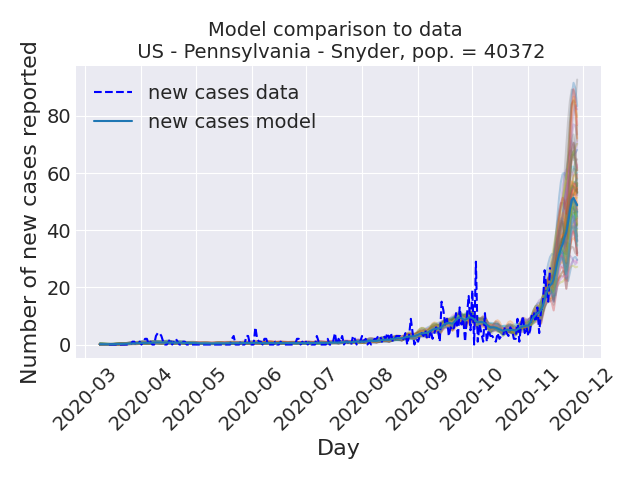 Model comparison to data
US - Pennsylvania - Snyder, pop. = 40372
Number of new cases reported
80
60
40
20
0
new cases data
new cases model
2020-03
2020-04
2020-05
2020-06
2020-07
2020-08
2020-09
2020-10
2020-11
2020-12
Day